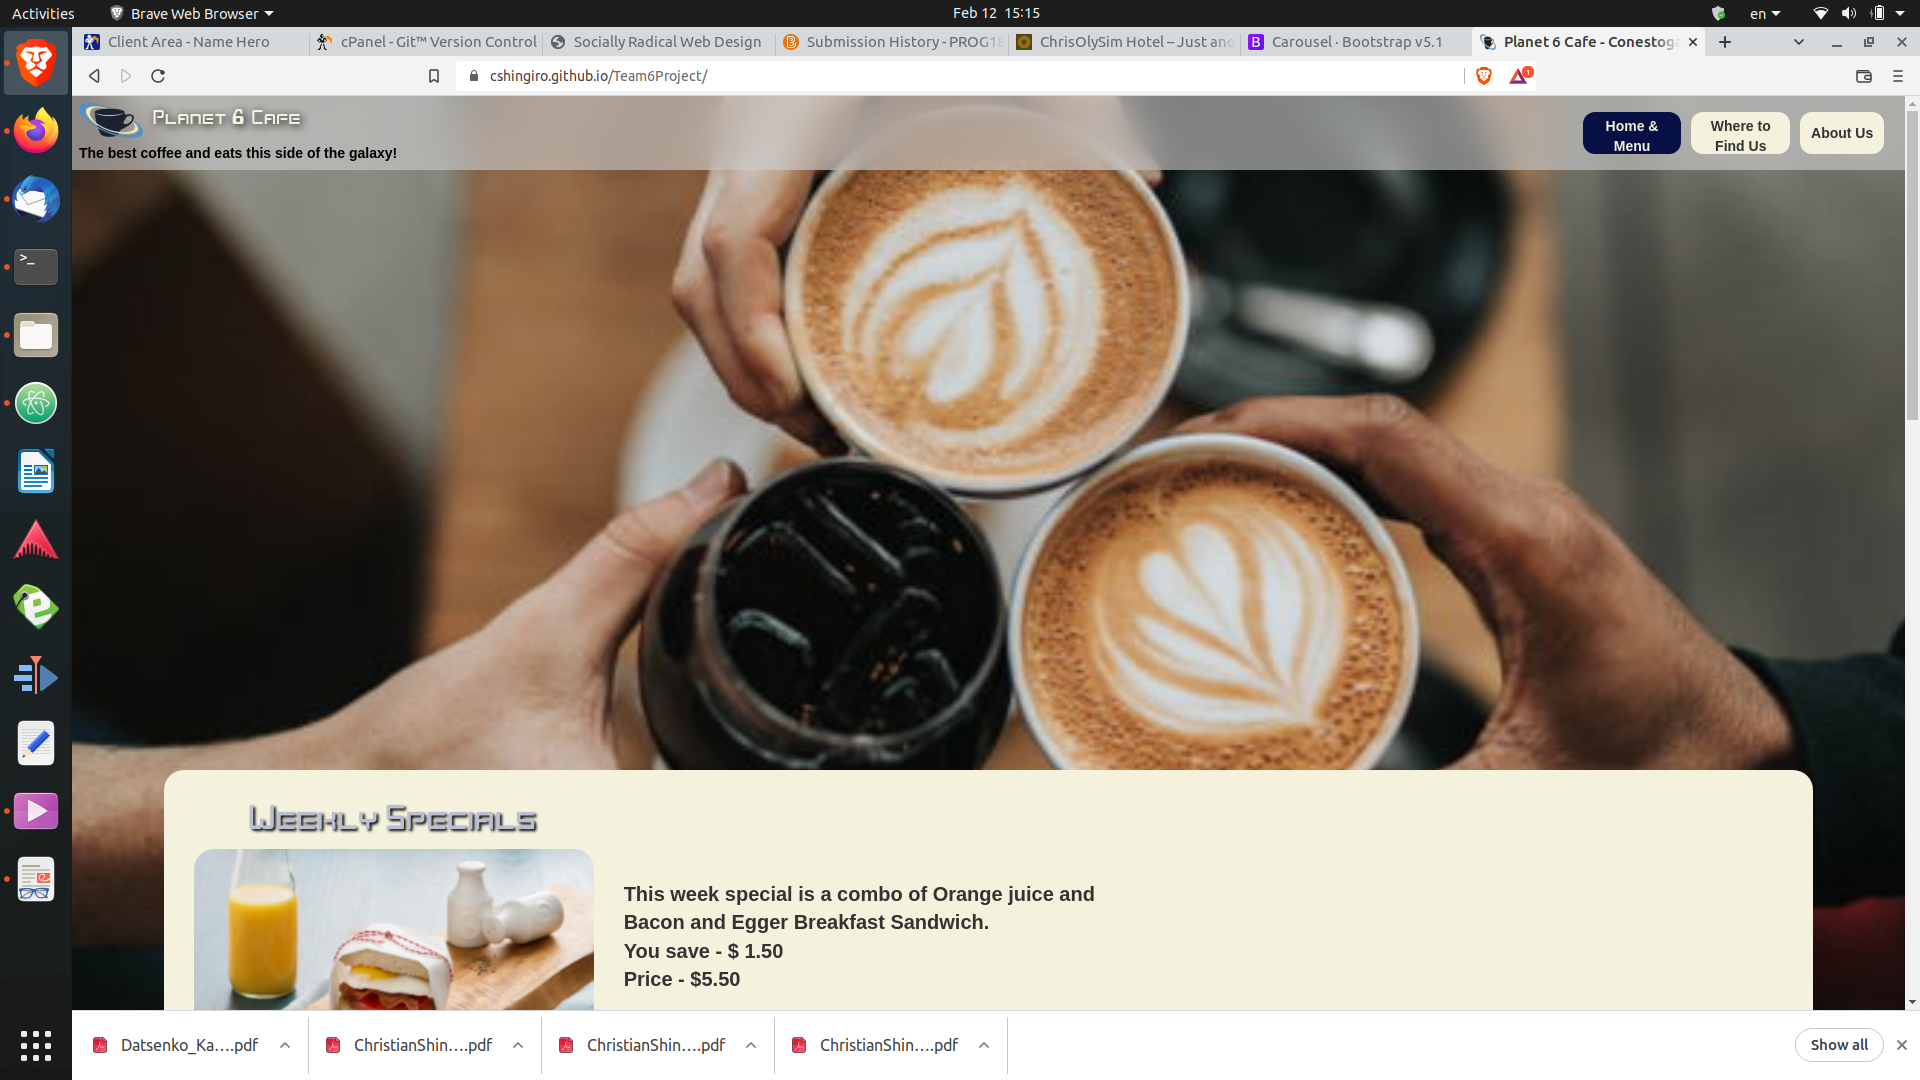 Activities
Brave Web Browser
Feb 12 15:15
en
Client Area - Name Hero
cPanel - Git™ Version Control
Socially Radical Web Design
Submission History - PROG18
ChrisOlySim Hotel – Just ano
Carousel · Bootstrap v5.1
Planet 6 Cafe - Conestoga
cshingiro.github.io/Team6Project/
1
Planet 6 Cafe
The best coffee and eats this side of the galaxy!
Home &
Menu
Where to
Find Us
About Us
Weekly Specials
This week special is a combo of Orange juice and
Bacon and Egger Breakfast Sandwich.
You save - $ 1.50
Price - $5.50
Datsenko_Ka....pdf
ChristianShin....pdf
ChristianShin....pdf
ChristianShin....pdf
Show all